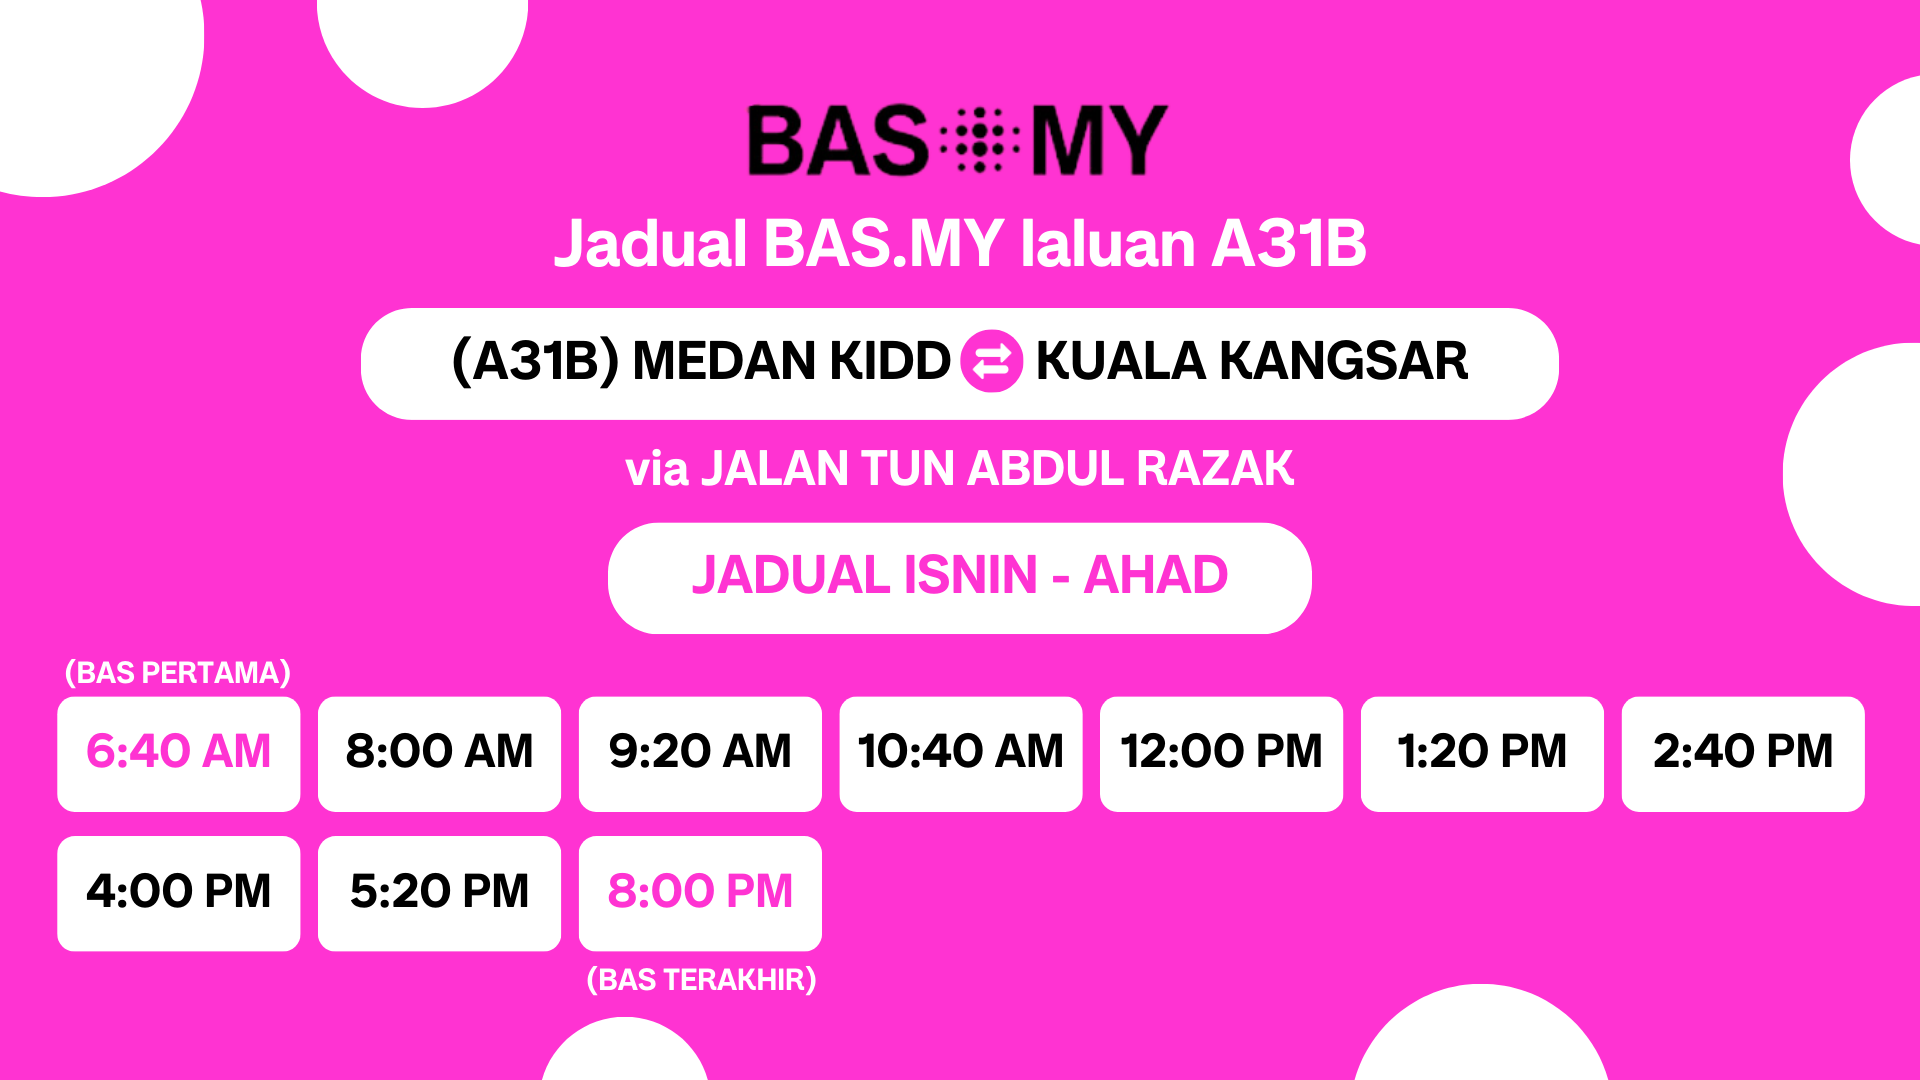 BAS MY
Jadual BAS.MY laluan A31B
(A31B) MEDAN KIDD KUALA KANGSAR
via JALAN TUN ABDUL RAZAK
JADUAL ISNIN - AHAD
(BAS PERTAMA)
6:40 AM 8:00 AM 9:20 AM 10:40 AM 12:00 PM 1:20 PM 2:40 PM
4:00 PM 5:20 PM 8:00 PM
(BAS TERAKHIR)